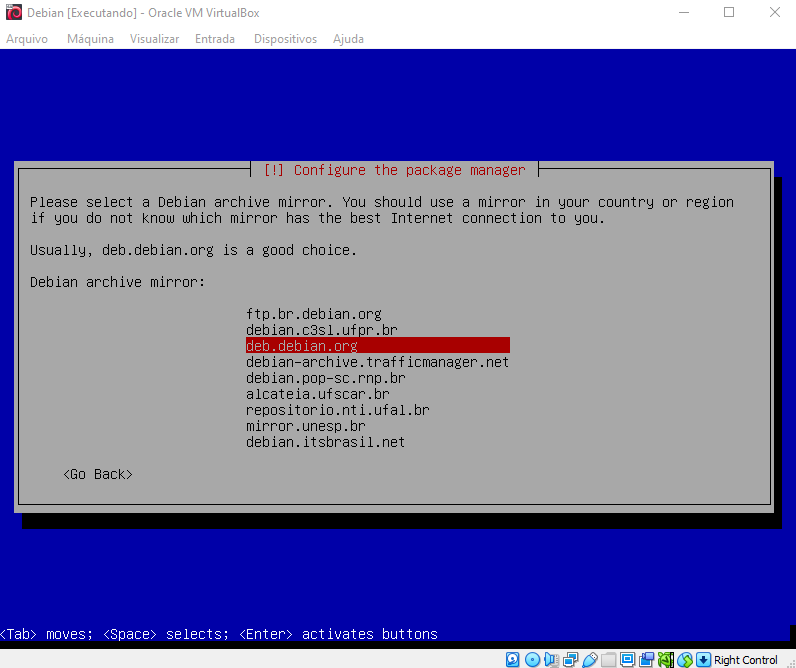 Debian [Executando] - Oracle VM VirtualBox
Arquivo Máquina Visualizar Entrada Dispositivos Ajuda
[!] Configure the package manager
Please select a Debian archive mirror. You should use a mirror in your country or region
if you do not know which mirror has the best Internet connection to you.
Usually, deb.debian.org is a good choice.
Debian archive mirror:
ftp.br.debian.org
debian.c3sl.ufpr.br
deb.debian.org
debian-archive.trafficmanager.net
debian.pop-sc.rnp.br
alcateia.ufscar.br
repositorio.nti.ufal.br
mirror.unesp.br
debian.itsbrasil.net
<Go Back>
<Tab> moves; <Space> selects; <Enter> activates buttons
Right Control